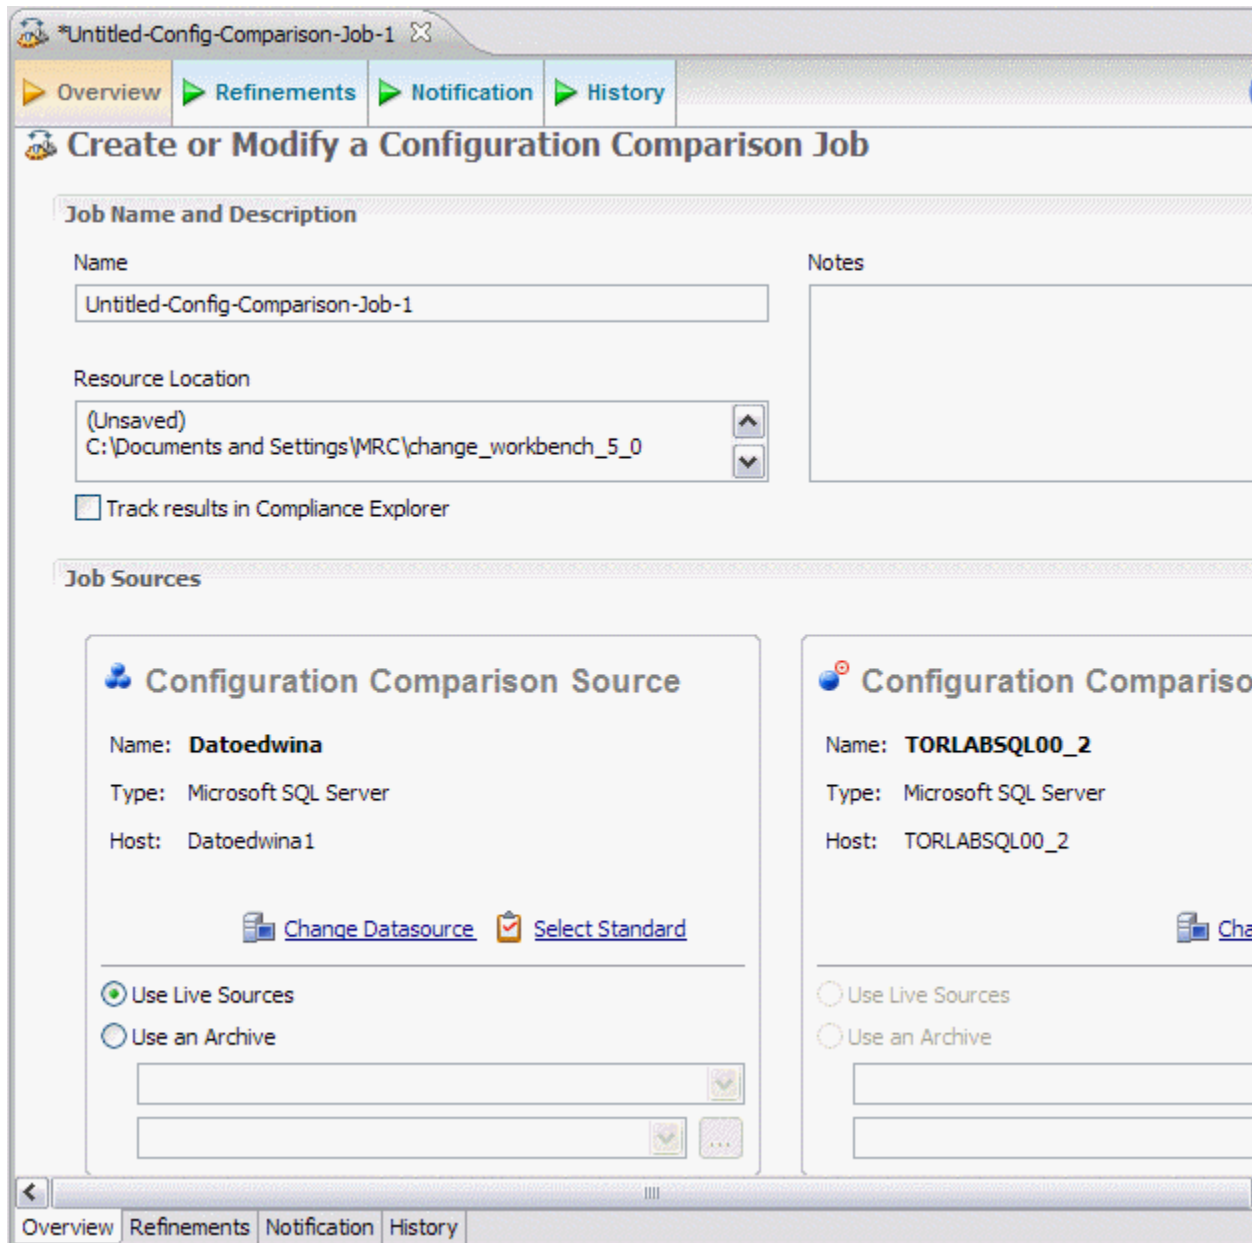 *Untitled-Config-Comparison-Job-1
Overview Refinements Notification History
Create or Modify a Configuration Comparison Job
Job Name and Description
Name
Untitled-Config-Comparison-Job-1
Notes
Resource Location
(Unsaved)
C:\Documents and Settings\MRC\change_workbench_5_0
Track results in Compliance Explorer
Job Sources
Configuration Comparison Source
Name: Datoedwina
Type: Microsoft SQL Server
Host: Datoedwina1
Change Datasource Select Standard
Use Live Sources
Use an Archive
...
Configuration Compariso
Name: TORLABSQL00_2
Type: Microsoft SQL Server
Host: TORLABSQL00_2
Cha
Use Live Sources
Use an Archive
Overview Refinements Notification History